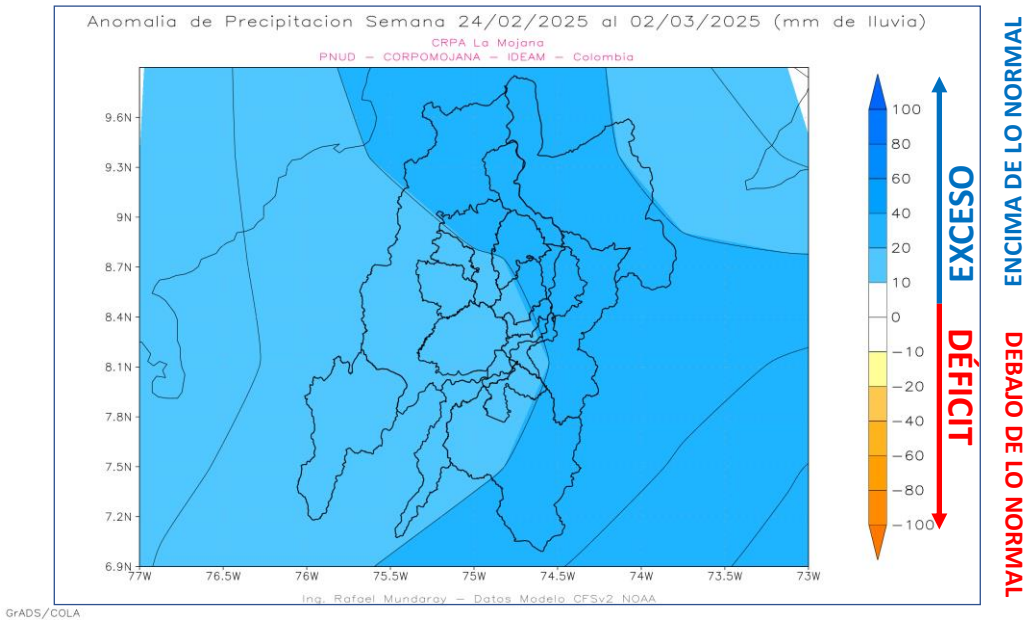 Anomalia de Precipitacion Semana 24/02/2025 al 02/03/2025 (mm de lluvia)
CRPA La Mojana
PNUD – CORPOMOJANA – IDEAM – Colombia
9.6N
9.3N
9N
8.7N
8.4N
8.1N
7.8N
7.5N
7.2N
6.9N
77W
76.5W
76W
75.5W
75W
74.5W
74W
73.5W
73W
100
80
60
40
20
10
0
−10
−20
−40
−60
−80
−100
OSECEXO
DÉFICIT
ENCIMA DE LO NORMAL
DEBAJO DE LO NORMAL
Ing. Rafael Mundaray – Datos Modelo CFSv2 NOAA
GrADS/COLA